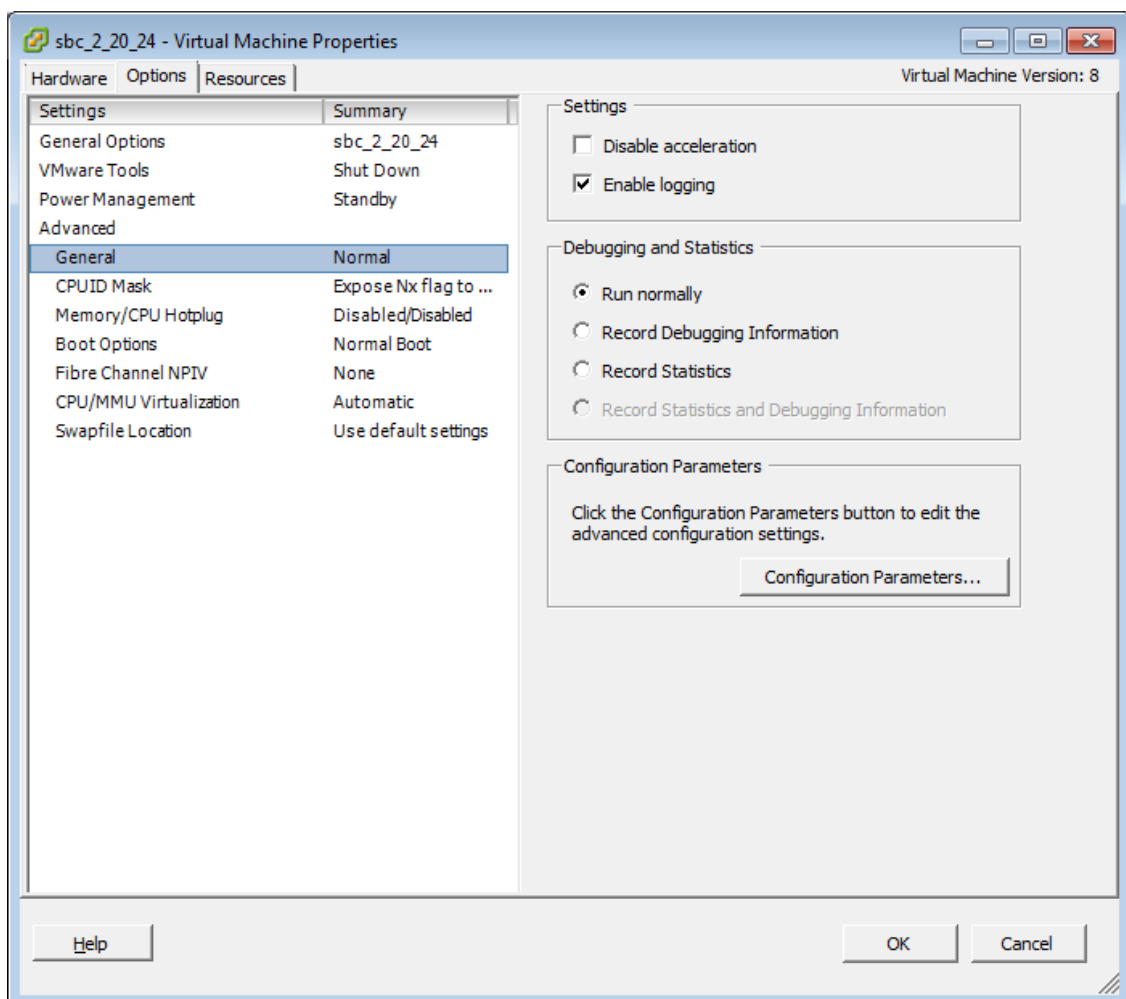 sbc_2_20_24 - Virtual Machine Properties
Hardware Options Resources Virtual Machine Version: 8
Settings Summary
General Options sbc_2_20_24
VMware Tools Shut Down
Power Management Standby
Advanced
General Normal
CPUID Mask Expose Nx flag to ...
Memory/CPU Hotplug Disabled/Disabled
Boot Options Normal Boot
Fibre Channel NPIV None
CPU/MMU Virtualization Automatic
Swapfile Location Use default settings
Settings
Disable acceleration
Enable logging
Debugging and Statistics
Run normally
Record Debugging Information
Record Statistics
Record Statistics and Debugging Information
Configuration Parameters
Click the Configuration Parameters button to edit the
advanced configuration settings.
Configuration Parameters...
Help OK Cancel